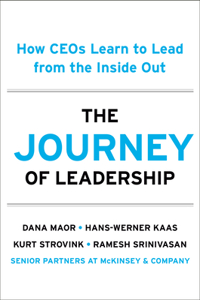 How CEOs Learn to Lead
from the Inside Out
THE
JOURNEY
OF LEADERSHIP
DANA MAOR • HANS-WERNER KAAS
KURT STROVINK • RAMESH SRINIVASAN
SENIOR PARTNERS AT McKINSEY & COMPANY